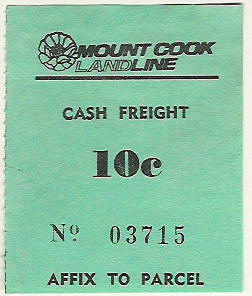 MOUNT COOK
LANDLINE
CASH FREIGHT
10c
Nº 03715
AFFIX TO PARCEL